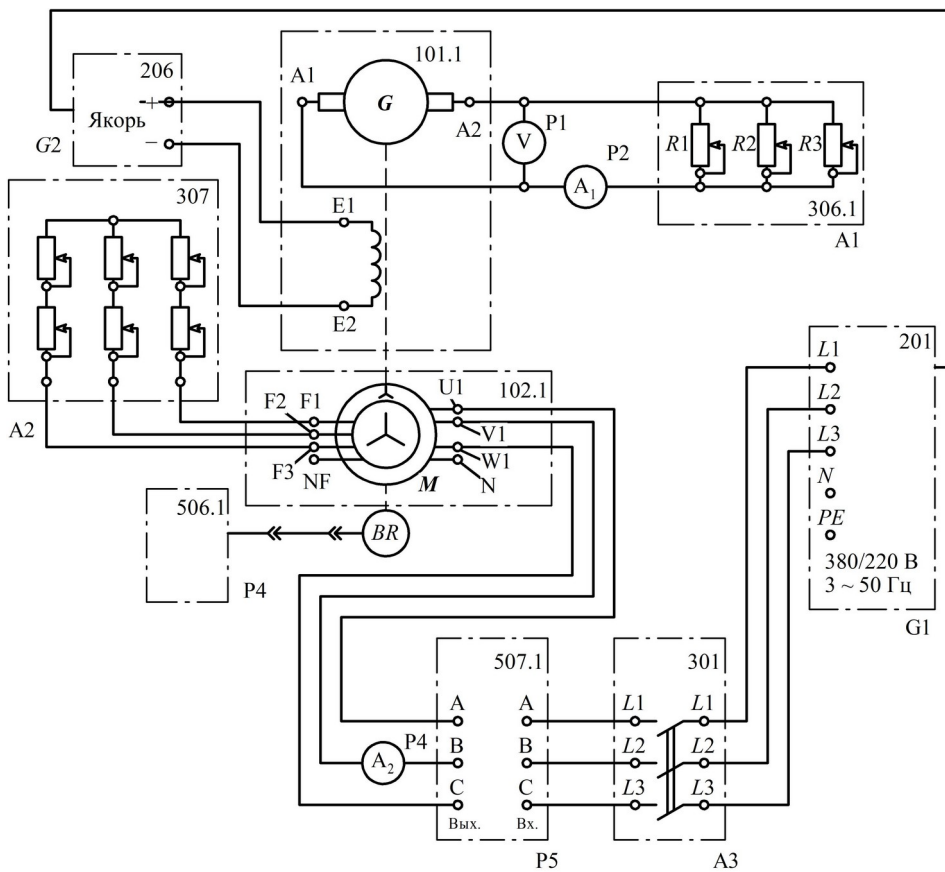 206
Якорь
+
−
G2
101.1
A1
G
A2
P1
V
P2
A₁
R1
R2
R3
306.1
A1
307
E1
E2
A2
102.1
F1
F2
F3
NF
U1
V1
W1
N
M
506.1
BR
P4
201
L1
L2
L3
N
PE
380/220 В
3 ~ 50 Гц
G1
507.1
A
A
B
B
C
C
Вых.
Вх.
P4
A₂
P5
301
L1
L1
L2
L2
L3
L3
A3